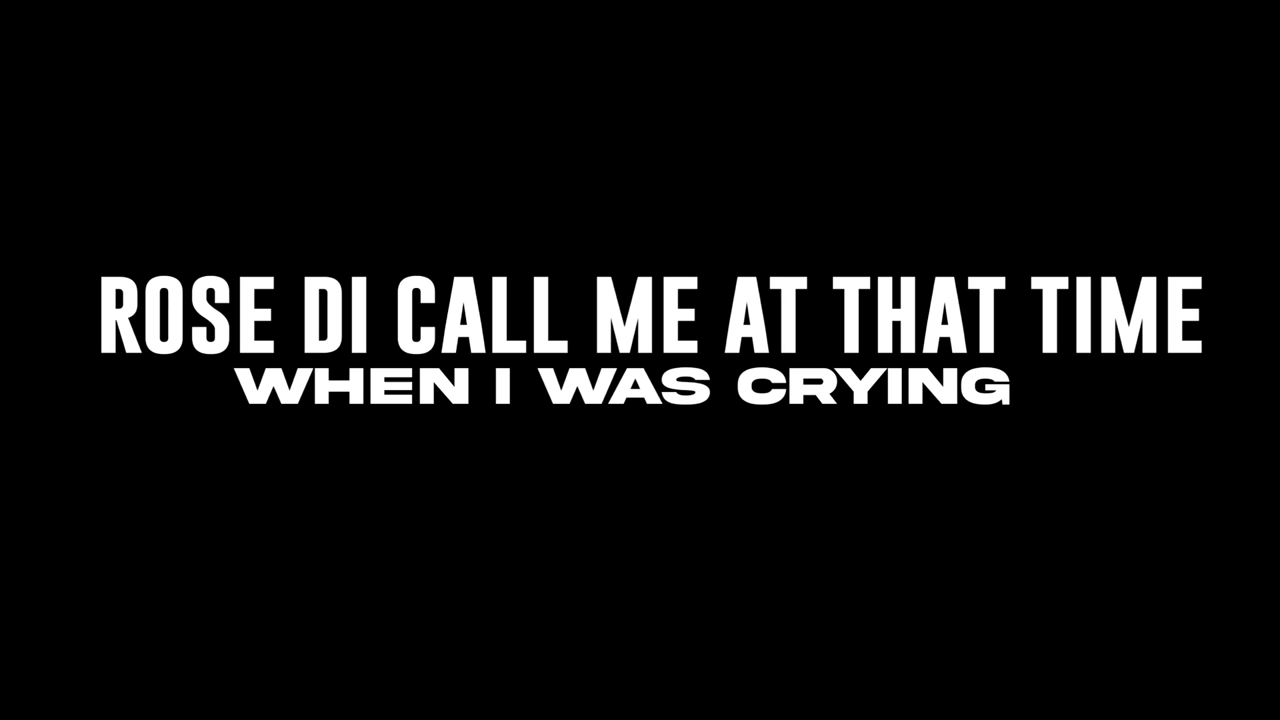 ROSE DI CALL ME AT THAT TIME
WHEN I WAS CRYING